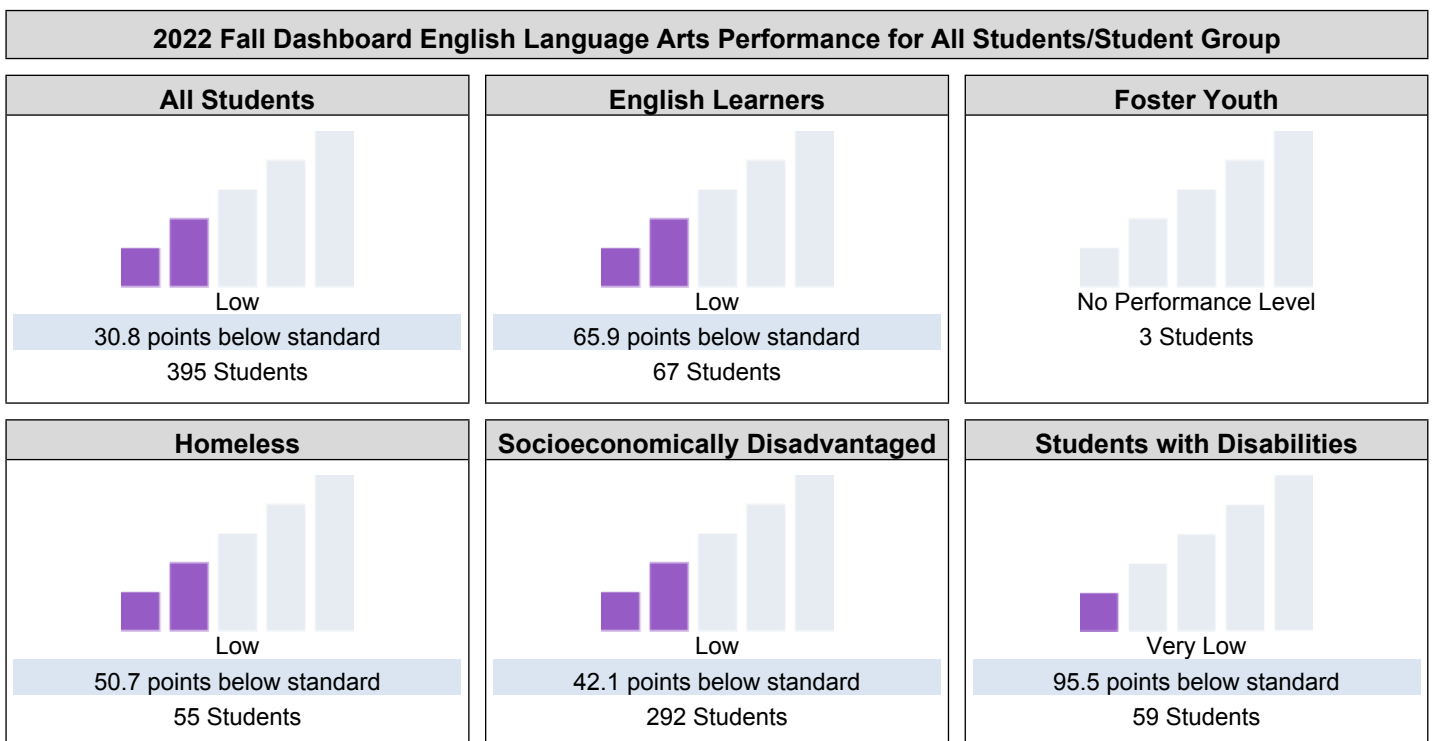 2022 Fall Dashboard English Language Arts Performance for All Students/Student Group
All Students
Low
30.8 points below standard
395 Students
English Learners
Low
65.9 points below standard
67 Students
Foster Youth
No Performance Level
3 Students
Homeless
Low
50.7 points below standard
55 Students
Socioeconomically Disadvantaged
Low
42.1 points below standard
292 Students
Students with Disabilities
Very Low
95.5 points below standard
59 Students